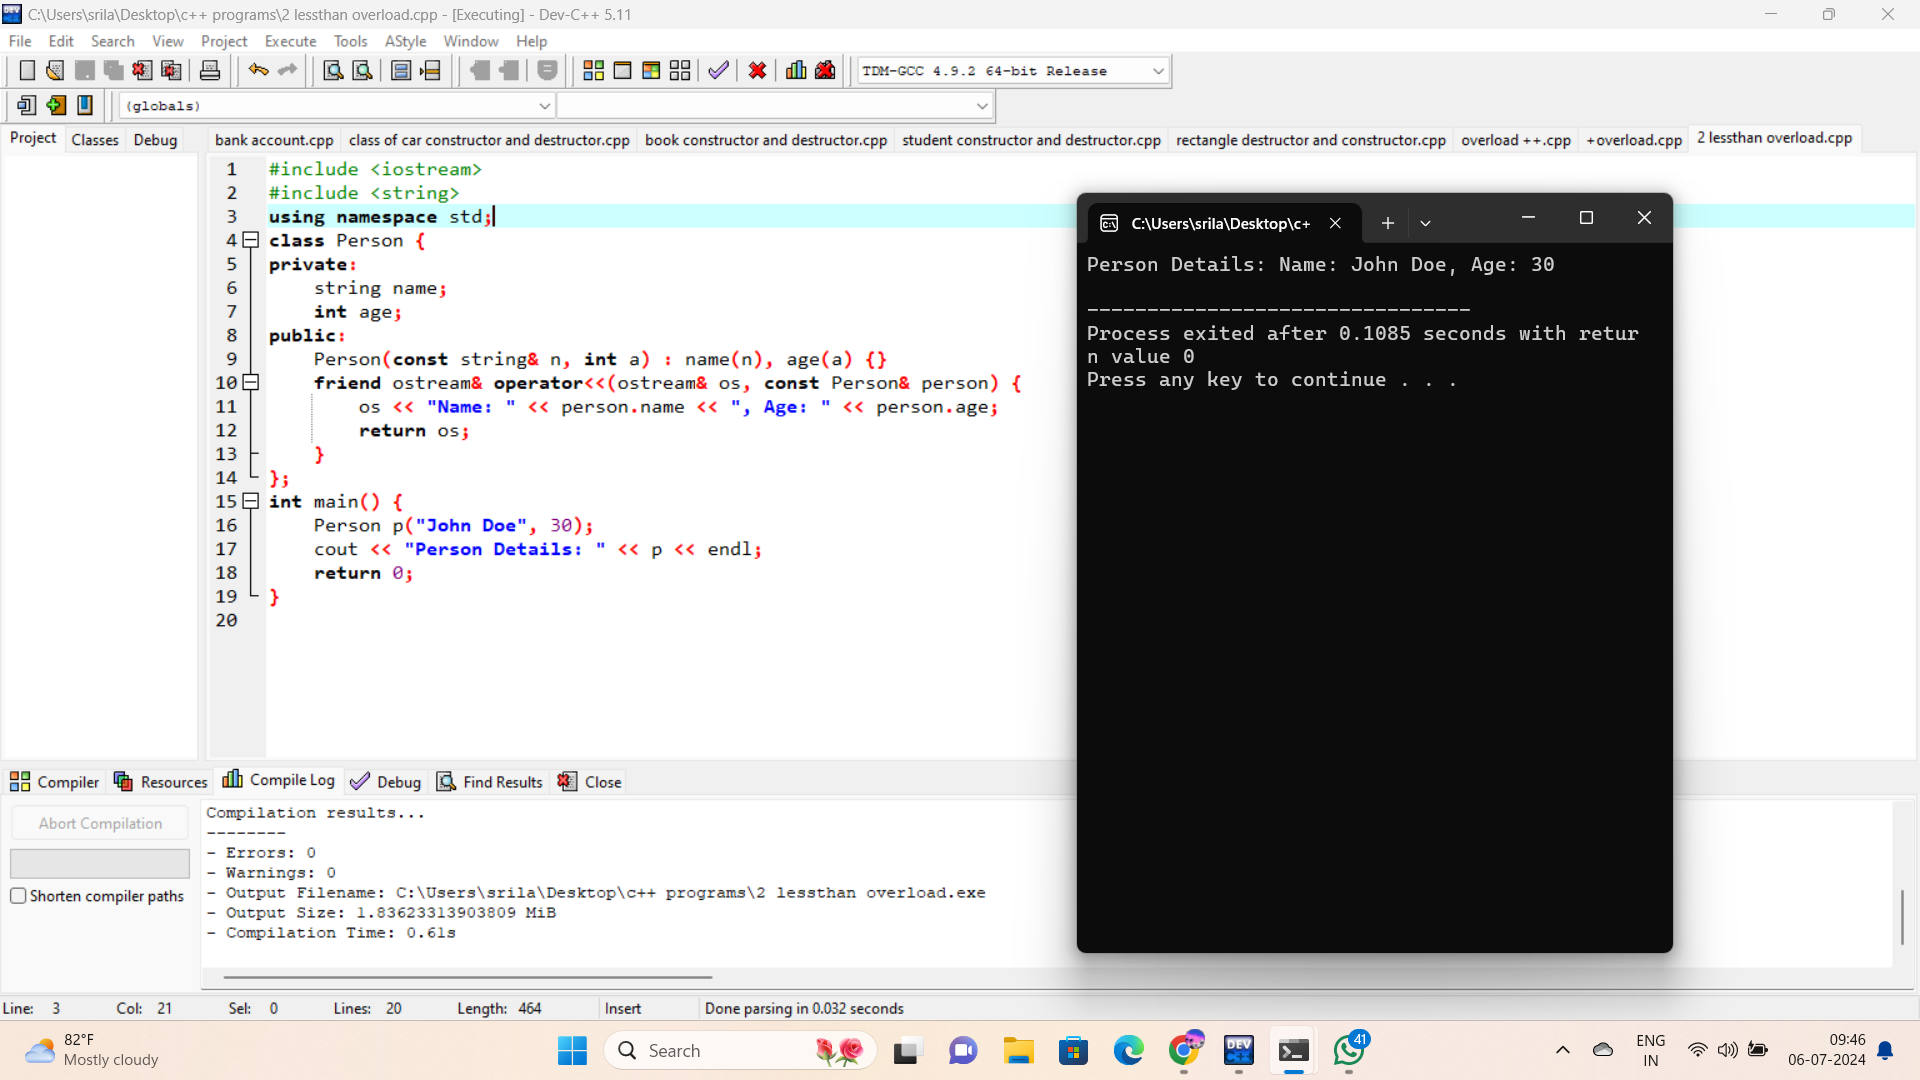 C:\Users\srila\Desktop\c++ programs\2 lessthan overload.cpp - [Executing] - Dev-C++ 5.11
File Edit Search View Project Execute Tools AStyle Window Help
TDM-GCC 4.9.2 64-bit Release
(globals)
Project Classes Debug
bank account.cpp class of car constructor and destructor.cpp book constructor and destructor.cpp student constructor and destructor.cpp rectangle destructor and constructor.cpp overload ++.cpp +overload.cpp 2 lessthan overload.cpp
1 #include <iostream>
2 #include <string>
3 using namespace std;
4 class Person {
5 private:
6 string name;
7 int age;
8 public:
9 Person(const string& n, int a) : name(n), age(a) {}
10 friend ostream& operator<<(ostream& os, const Person& person) {
11 os << "Name: " << person.name << ", Age: " << person.age;
12 return os;
13 }
14 };
15 int main() {
16 Person p("John Doe", 30);
17 cout << "Person Details: " << p << endl;
18 return 0;
19 }
20
C:\Users\srila\Desktop\c+
Person Details: Name: John Doe, Age: 30
--------------------------------
Process exited after 0.1085 seconds with retur
n value 0
Press any key to continue . . .
Compiler Resources Compile Log Debug Find Results Close
Abort Compilation
Shorten compiler paths
Compilation results...
--------
- Errors: 0
- Warnings: 0
- Output Filename: C:\Users\srila\Desktop\c++ programs\2 lessthan overload.exe
- Output Size: 1.83623313903809 MiB
- Compilation Time: 0.61s
Line: 3 Col: 21 Sel: 0 Lines: 20 Length: 464 Insert Done parsing in 0.032 seconds
82°F
Mostly cloudy
Search
DEV
41
ENG
IN
09:46
06-07-2024